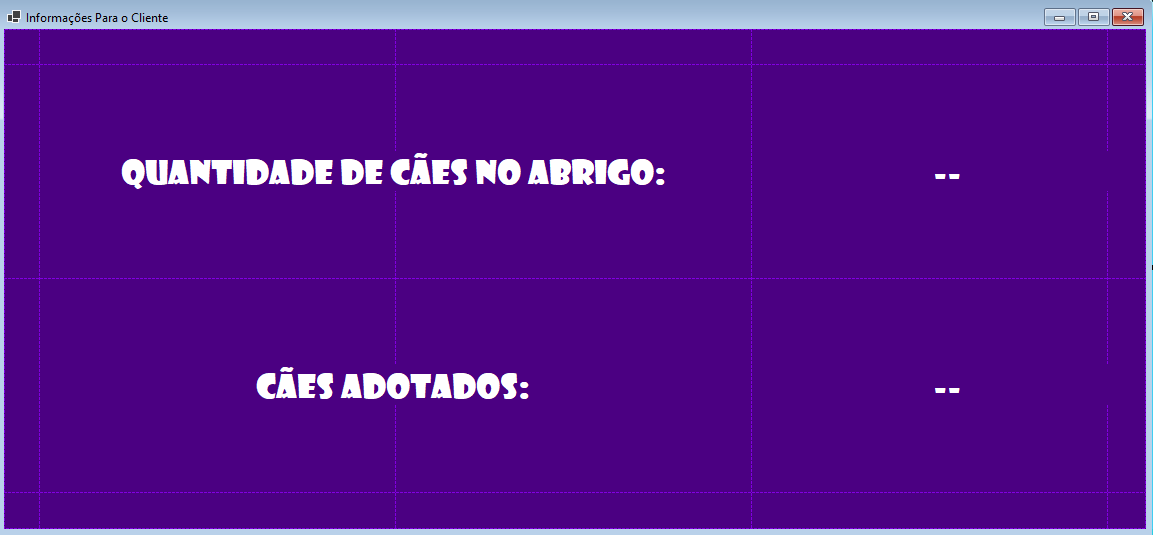 Informações Para o Cliente
QUANTIDADE DE CÃES NO ABRIGO: --
CÃES ADOTADOS: --